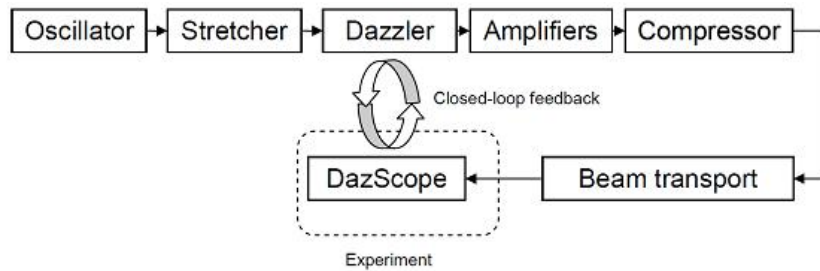 Oscillator
Stretcher
Dazzler
Amplifiers
Compressor
Closed-loop feedback
DazScope
Beam transport
Experiment